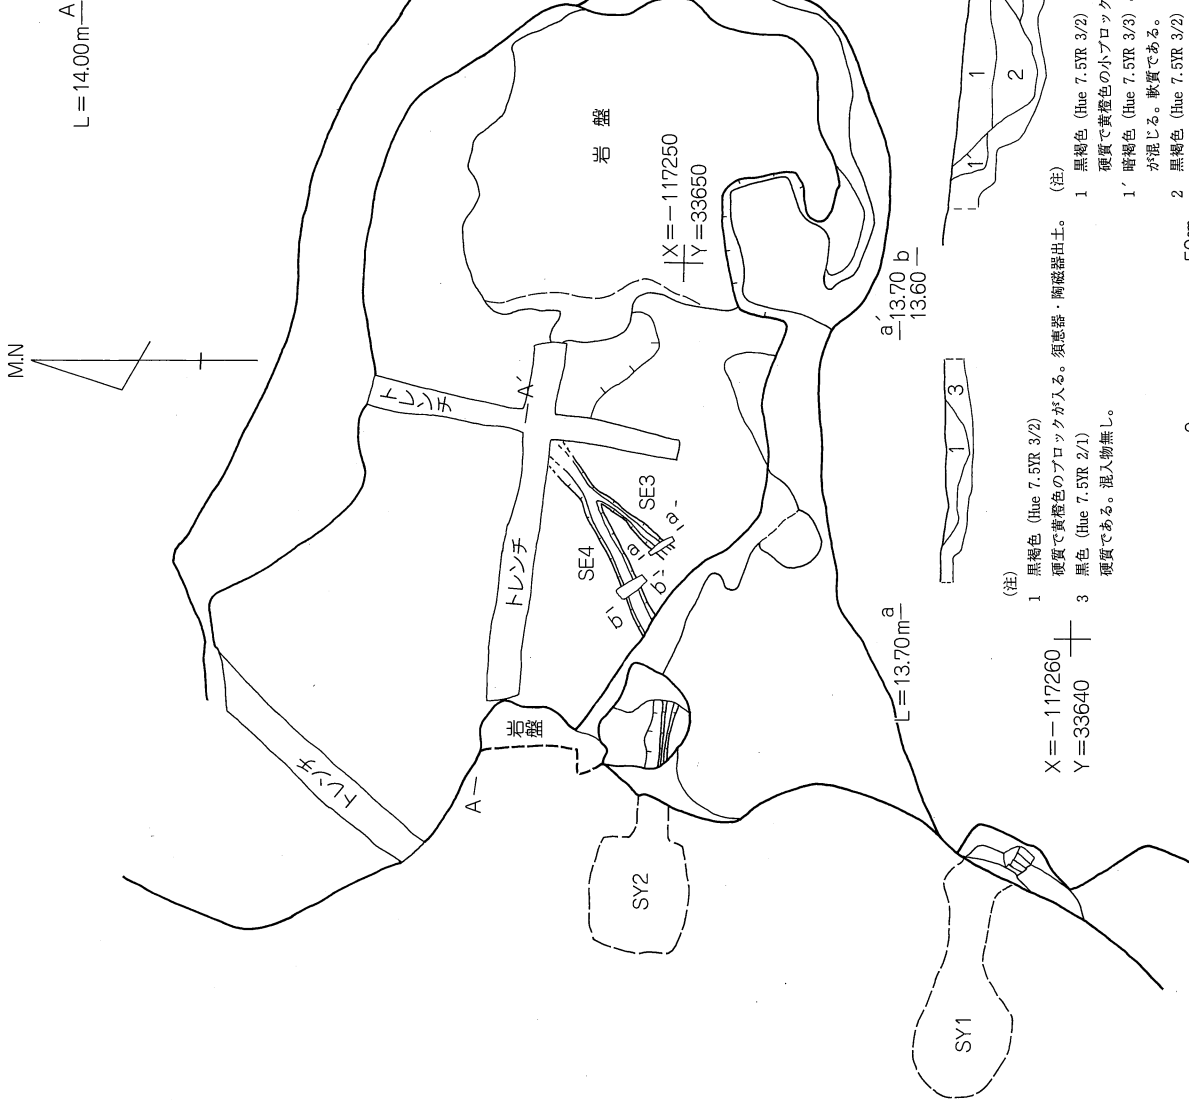 M.N
L=14.00m A
岩盤
X=-117250
Y=33650
トレンチ
A´
トレンチ
SE3
SE4
a
a´
b
b´
トレンチ
岩盤
A
SY2
SY1
a´
13.70 b
13.60
L=13.70m a
X=-117260
Y=33640
1
2
1´
1
3
(注)
1 黒褐色 (Hue 7.5YR 3/2)
硬質で黄橙色のブロックが入る。須恵器・陶磁器出土。
3 黒色 (Hue 7.5YR 2/1)
硬質である。混入物無し。
(注)
1 黒褐色 (Hue 7.5YR 3/2)
硬質で黄橙色の小ブロック
1´ 暗褐色 (Hue 7.5YR 3/3)
が混じる。軟質である。
2 黒褐色 (Hue 7.5YR 3/2)